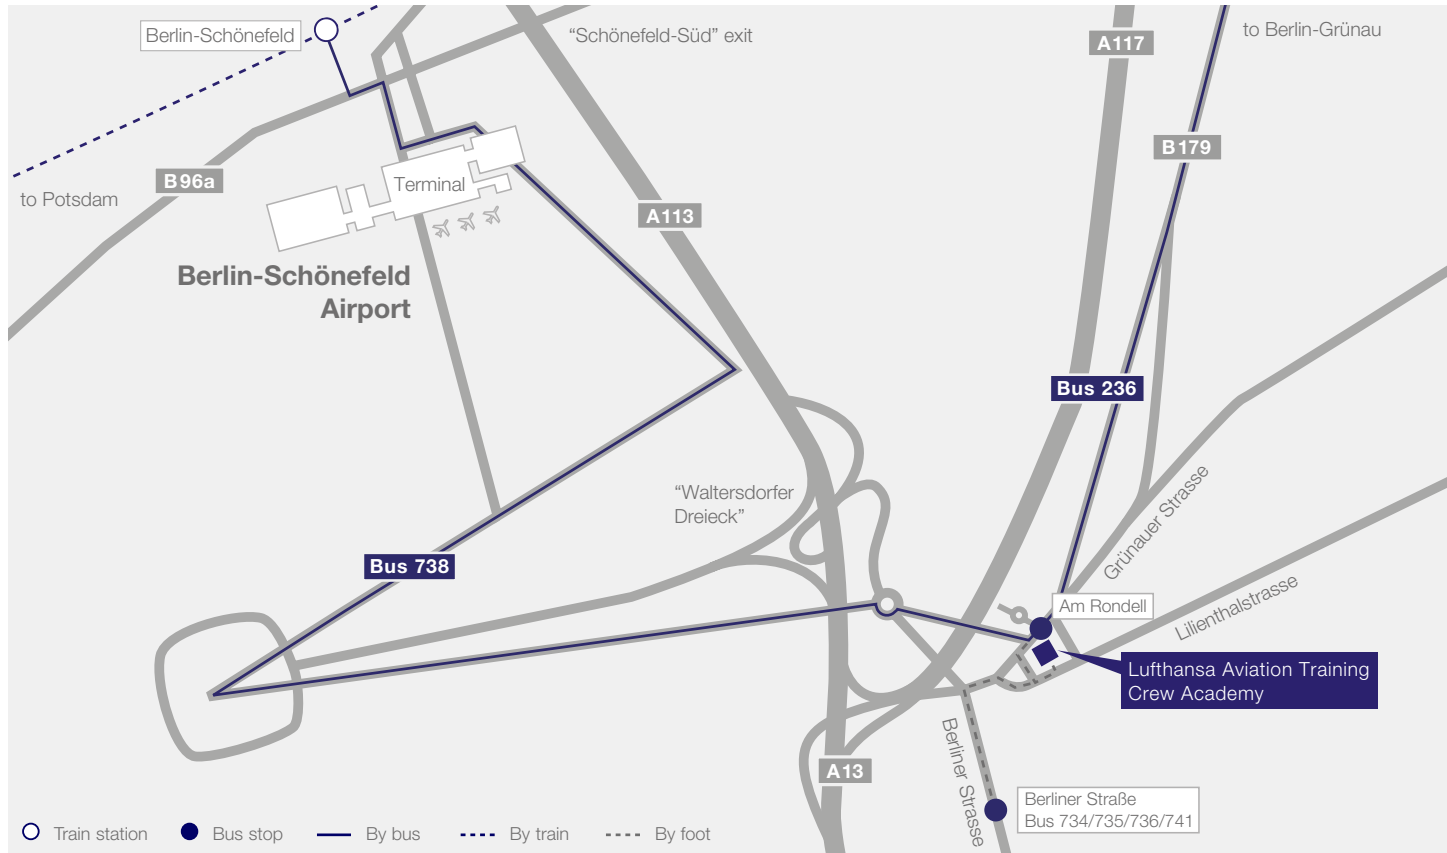 Berlin-Schönefeld
“Schönefeld-Süd” exit
A117
to Berlin-Grünau
B179
B96a
to Potsdam
Terminal
A113
Berlin-Schönefeld
Airport
Bus 236
“Waltersdorfer
Dreieck”
Grünauer Strasse
Bus 738
Am Rondell
Lilienthalstrasse
Lufthansa Aviation Training
Crew Academy
Berliner Strasse
A13
Berliner Straße
Bus 734/735/736/741
Train station
Bus stop
By bus
By train
By foot